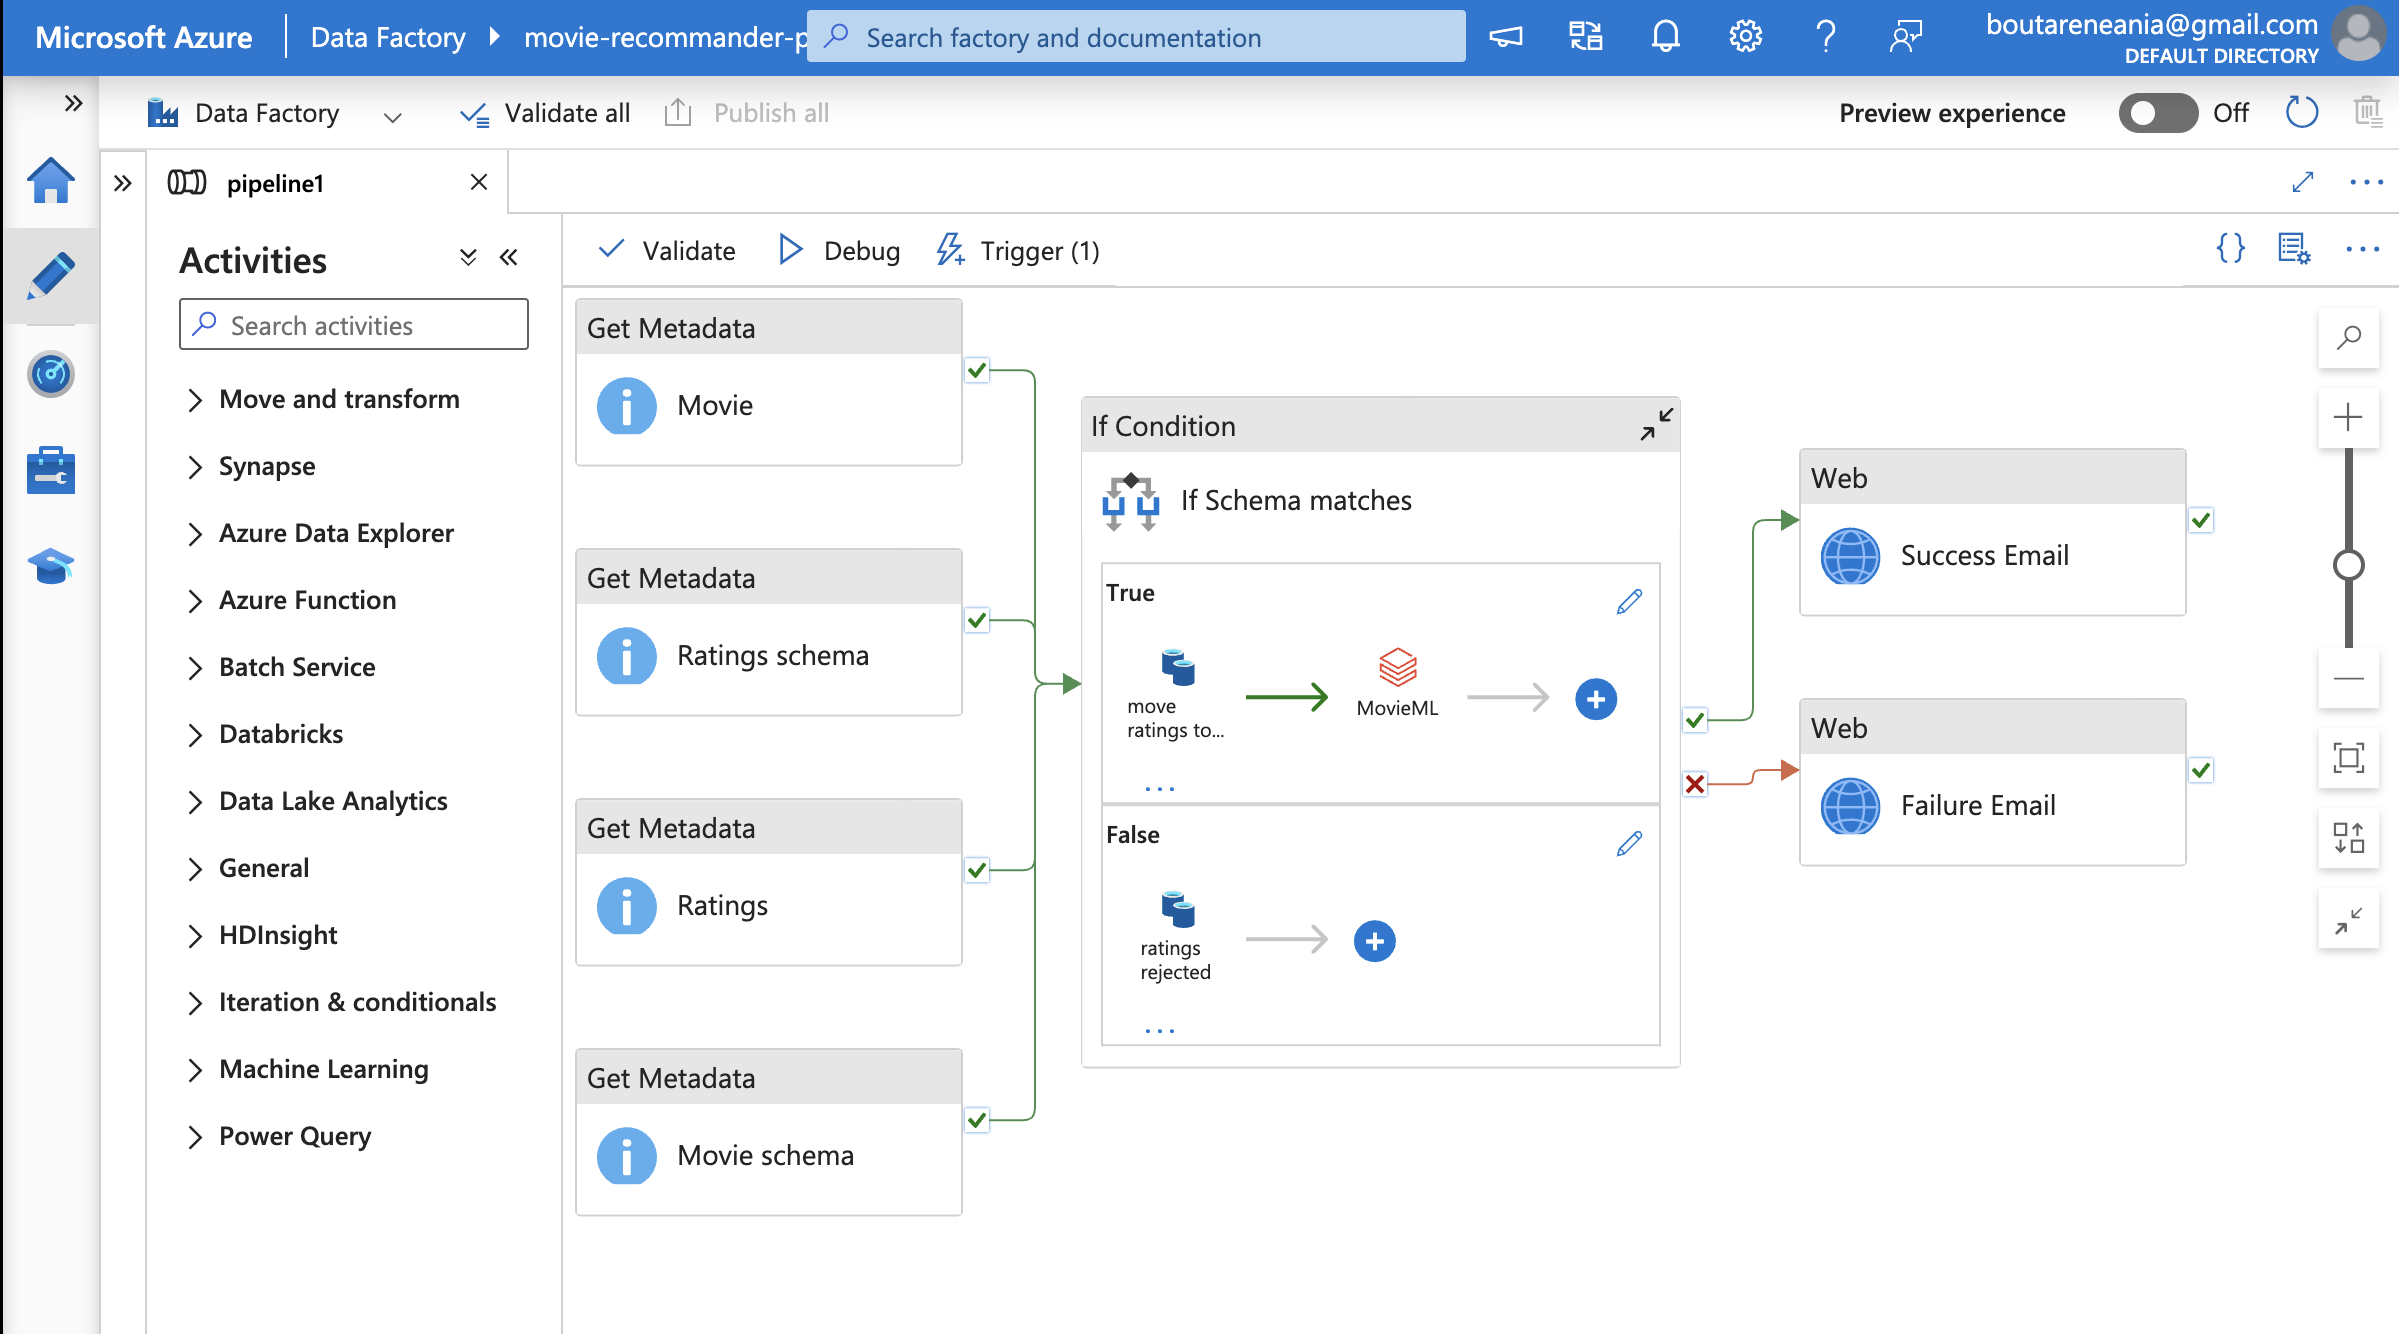 Microsoft Azure
Data Factory
movie-recommander-p
Search factory and documentation
boutareneania@gmail.com
DEFAULT DIRECTORY
Data Factory
Validate all
Publish all
Preview experience
Off
pipeline1
Activities
Search activities
Move and transform
Synapse
Azure Data Explorer
Azure Function
Batch Service
Databricks
Data Lake Analytics
General
HDInsight
Iteration & conditionals
Machine Learning
Power Query
Validate
Debug
Trigger (1)
Get Metadata
Movie
Get Metadata
Ratings schema
Get Metadata
Ratings
Get Metadata
Movie schema
If Condition
If Schema matches
True
move
ratings to...
MovieML
...
False
ratings
rejected
...
Web
Success Email
Web
Failure Email